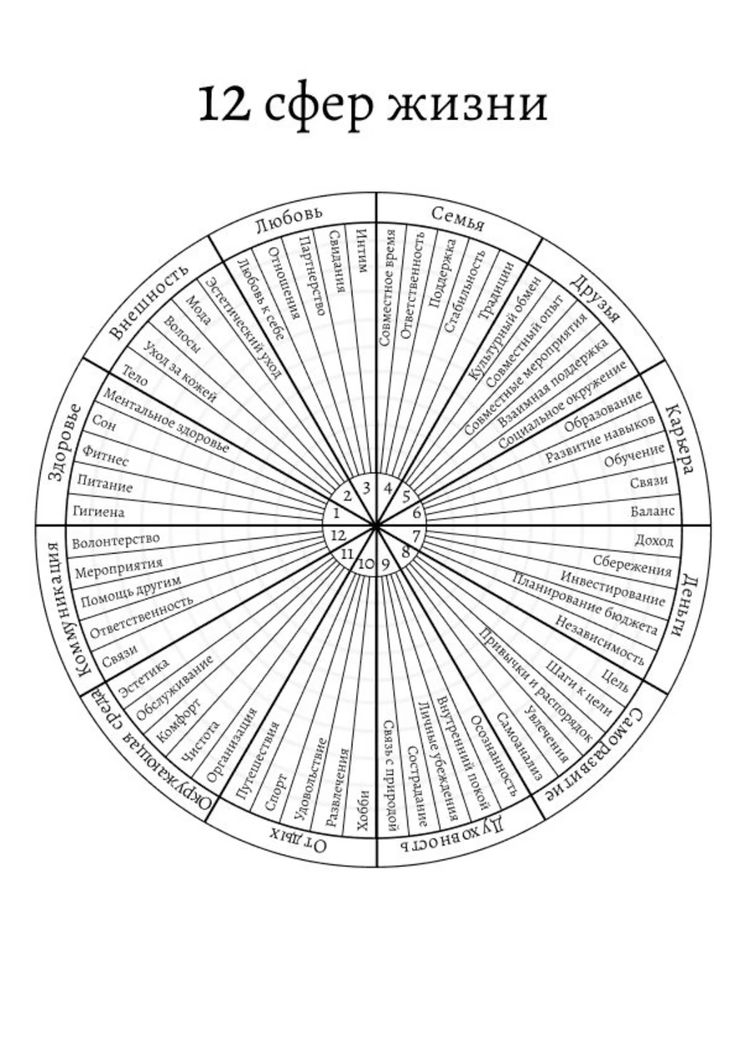 12 сфер жизни
Любовь
Семья
Друзья
Карьера
Деньги
Саморазвитие
Духовность
Отдых
Окружающая среда
Коммуникация
Здоровье
Внешность
Любовь к себе
Отношения
Партнерство
Свидания
Интим
Совместное время
Ответственность
Поддержка
Стабильность
Традиции
Культурный обмен
Совместный опыт
Совместные мероприятия
Взаимная поддержка
Социальное окружение
Образование
Развитие навыков
Обучение
Связи
Баланс
Доход
Сбережения
Инвестирование
Планирование бюджета
Независимость
Цель
Шаги к цели
Привычки и распорядок
Увлечения
Самоанализ
Осознанность
Внутренний покой
Личные убеждения
Сострадание
Связь с природой
Хобби
Развлечения
Удовольствие
Спорт
Путешествия
Организация
Чистота
Комфорт
Обслуживание
Эстетика
Связи
Ответственность
Помощь другим
Мероприятия
Волонтерство
Гигиена
Питание
Фитнес
Сон
Ментальное здоровье
Тело
Уход за кожей
Волосы
Мода
Эстетический уход
1
2
3
4
5
6
7
8
9
10
11
12